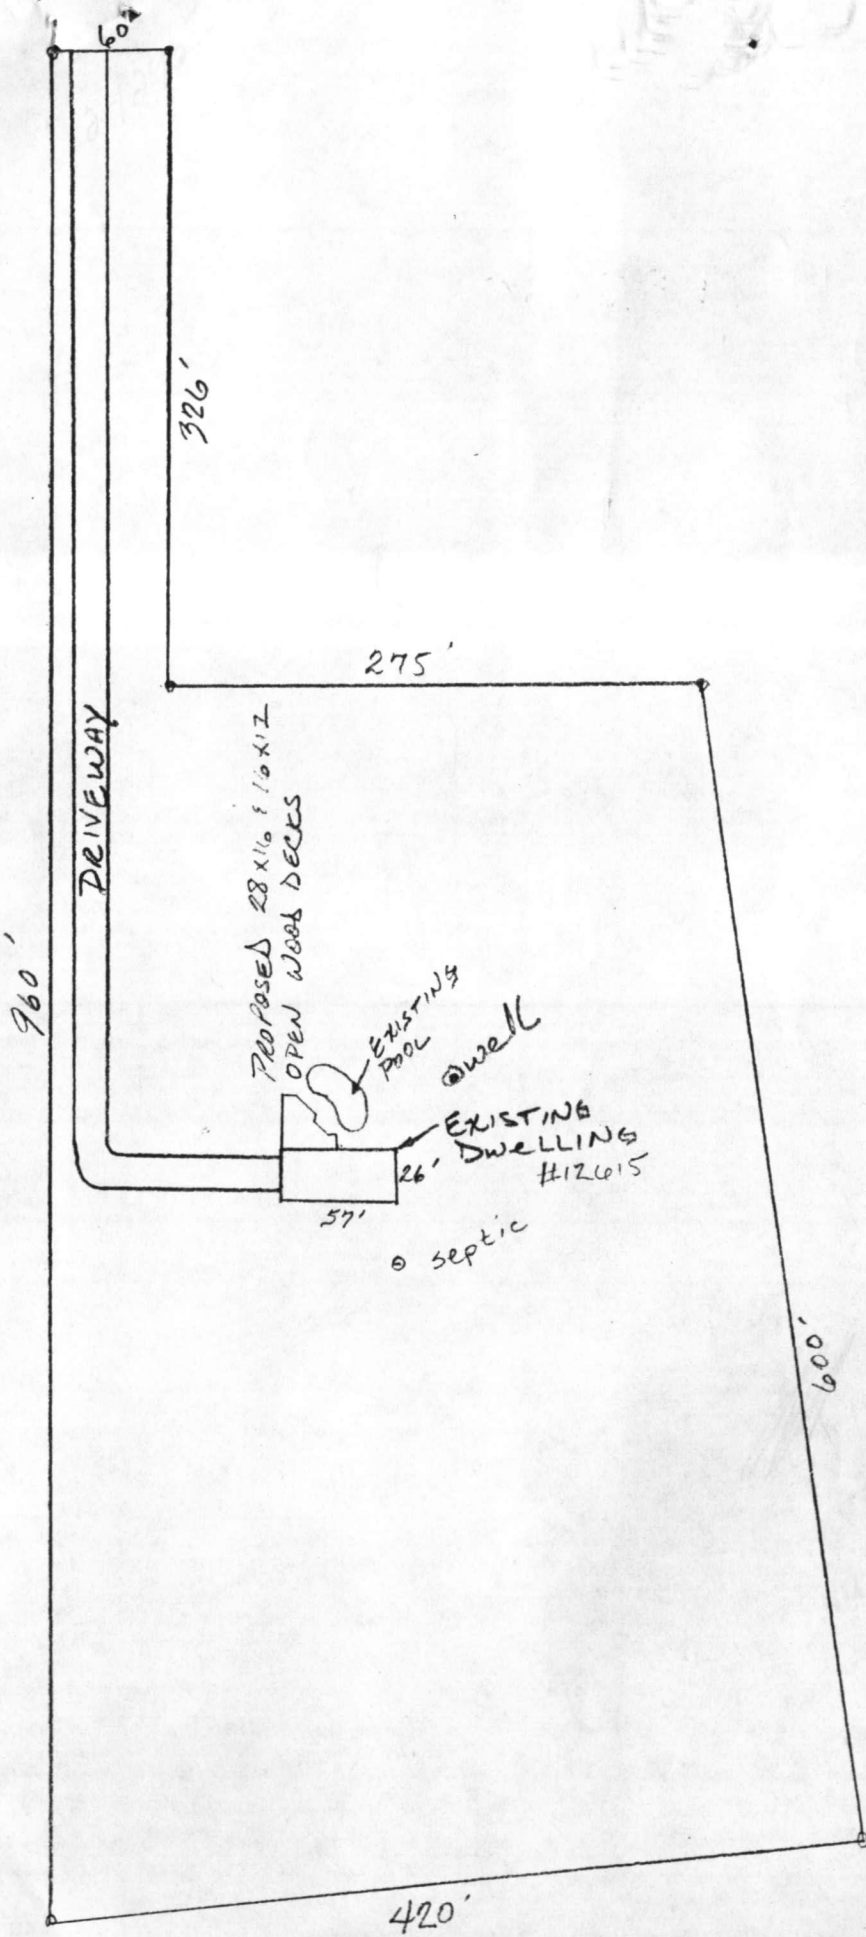 60'
326'
275'
DRIVEWAY
960'
PROPOSED 28 X 16 & 16 X 12
OPEN WOOD DECKS
EXISTING
POOL
well
EXISTING
DWELLING
#12615
26'
57'
septic
600'
420'